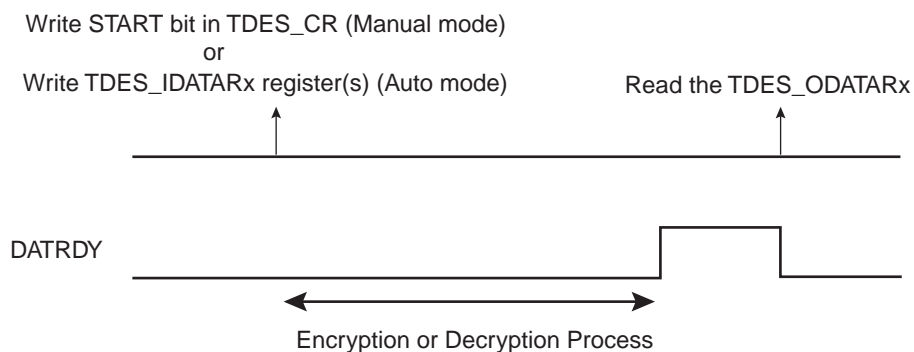 Write START bit in TDES_CR (Manual mode)
or
Write TDES_IDATARx register(s) (Auto mode)
Read the TDES_ODATARx
DATRDY
Encryption or Decryption Process